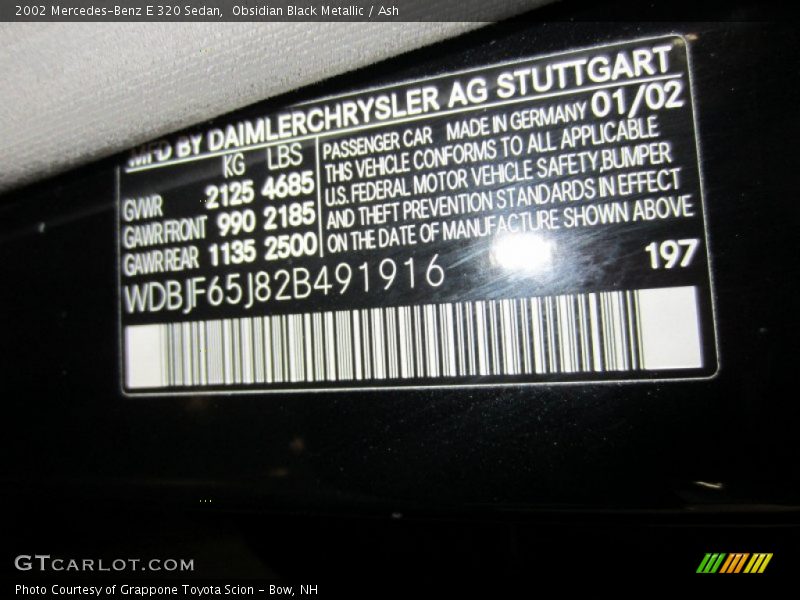 2002 Mercedes-Benz E 320 Sedan,  Obsidian Black Metallic / Ash
MFD BY DAIMLERCHRYSLER AG STUTTGART
KG LBS
GVWR 2125 4685
GAWR FRONT 990 2185
GAWR REAR 1135 2500
PASSENGER CAR MADE IN GERMANY 01/02
THIS VEHICLE CONFORMS TO ALL APPLICABLE
U.S. FEDERAL MOTOR VEHICLE SAFETY, BUMPER
AND THEFT PREVENTION STANDARDS IN EFFECT
ON THE DATE OF MANUFACTURE SHOWN ABOVE
197
WDBJF65J82B491916
GTCARLOT.COM
Photo Courtesy of Grappone Toyota Scion - Bow, NH